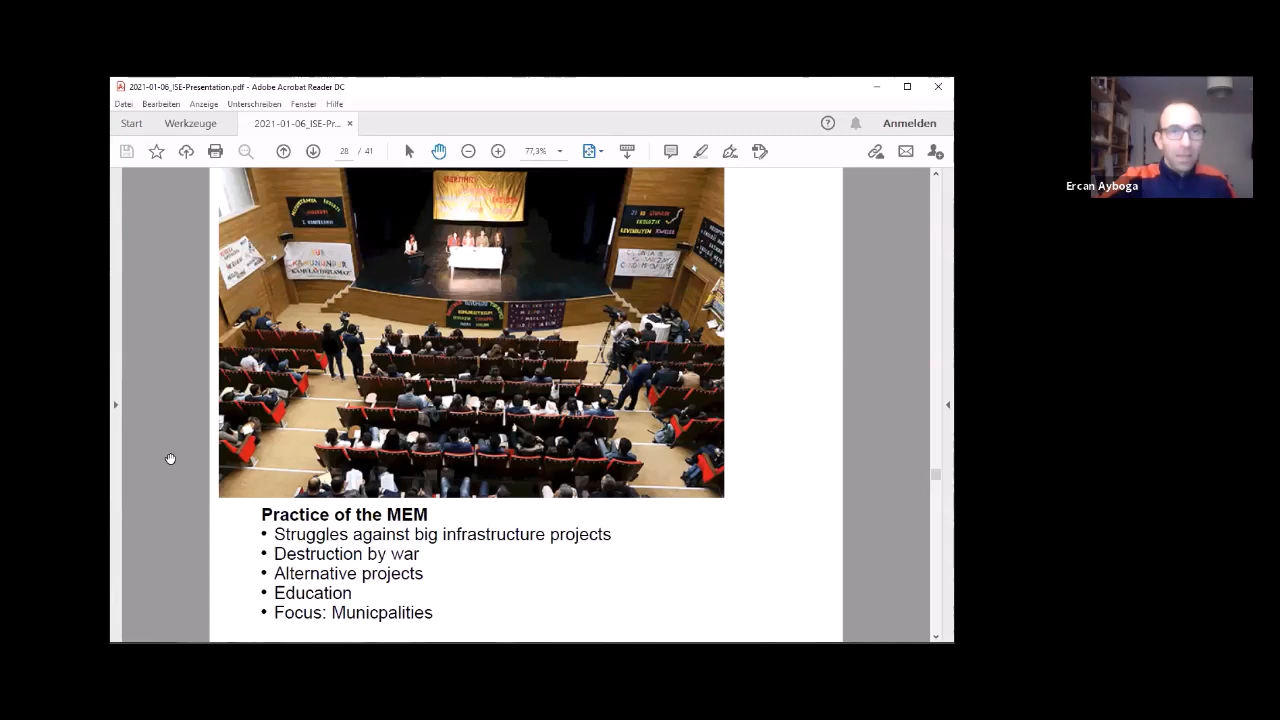 2021-01-06_ISE-Presentation.pdf - Adobe Acrobat Reader DC
Datei Bearbeiten Anzeige Unterschreiben Fenster Hilfe
Start Werkzeuge 2021-01-06_ISE-Pr... Anmelden
28 / 41 77,3%
Ercan Ayboga
Practice of the MEM
• Struggles against big infrastructure projects
• Destruction by war
• Alternative projects
• Education
• Focus: Municpalities